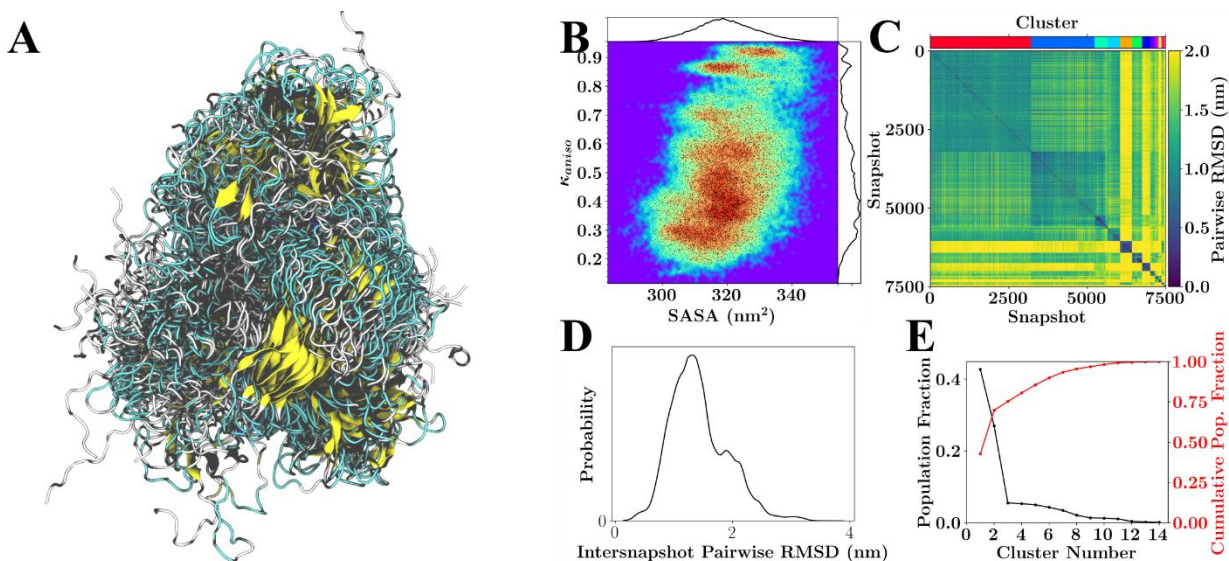 A
B
0.9
0.8
0.7
0.6
0.5
0.4
0.3
0.2
κaniso
300 320 340
SASA (nm²)
C
Cluster
0
2500
5000
7500
Snapshot
0 2500 5000 7500
Snapshot
2.0
1.5
1.0
0.5
0.0
Pairwise RMSD (nm)
D
Probability
0
0 2 4
Intersnapshot Pairwise RMSD (nm)
E
0.4
0.2
0.0
Population Fraction
0 2 4 6 8 10 12 14
Cluster Number
1.00
0.75
0.50
0.25
0.00
Cumulative Pop. Fraction